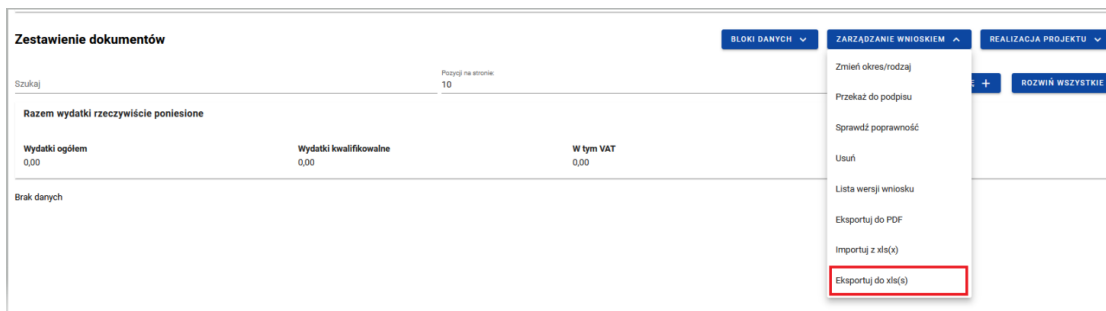 Zestawienie dokumentów
BLOKI DANYCH
ZARZĄDZANIE WNIOSKIEM
REALIZACJA PROJEKTU
Zmień okres/rodzaj
Przekaż do podpisu
Sprawdź poprawność
Usuń
Lista wersji wniosku
Eksportuj do PDF
Importuj z xls(x)
Eksportuj do xls(s)
Szukaj
Pozycji na stronie:
10
ROZWIŃ WSZYSTKIE
Razem wydatki rzeczywiście poniesione
Wydatki ogółem
0,00
Wydatki kwalifikowalne
0,00
W tym VAT
0,00
Brak danych